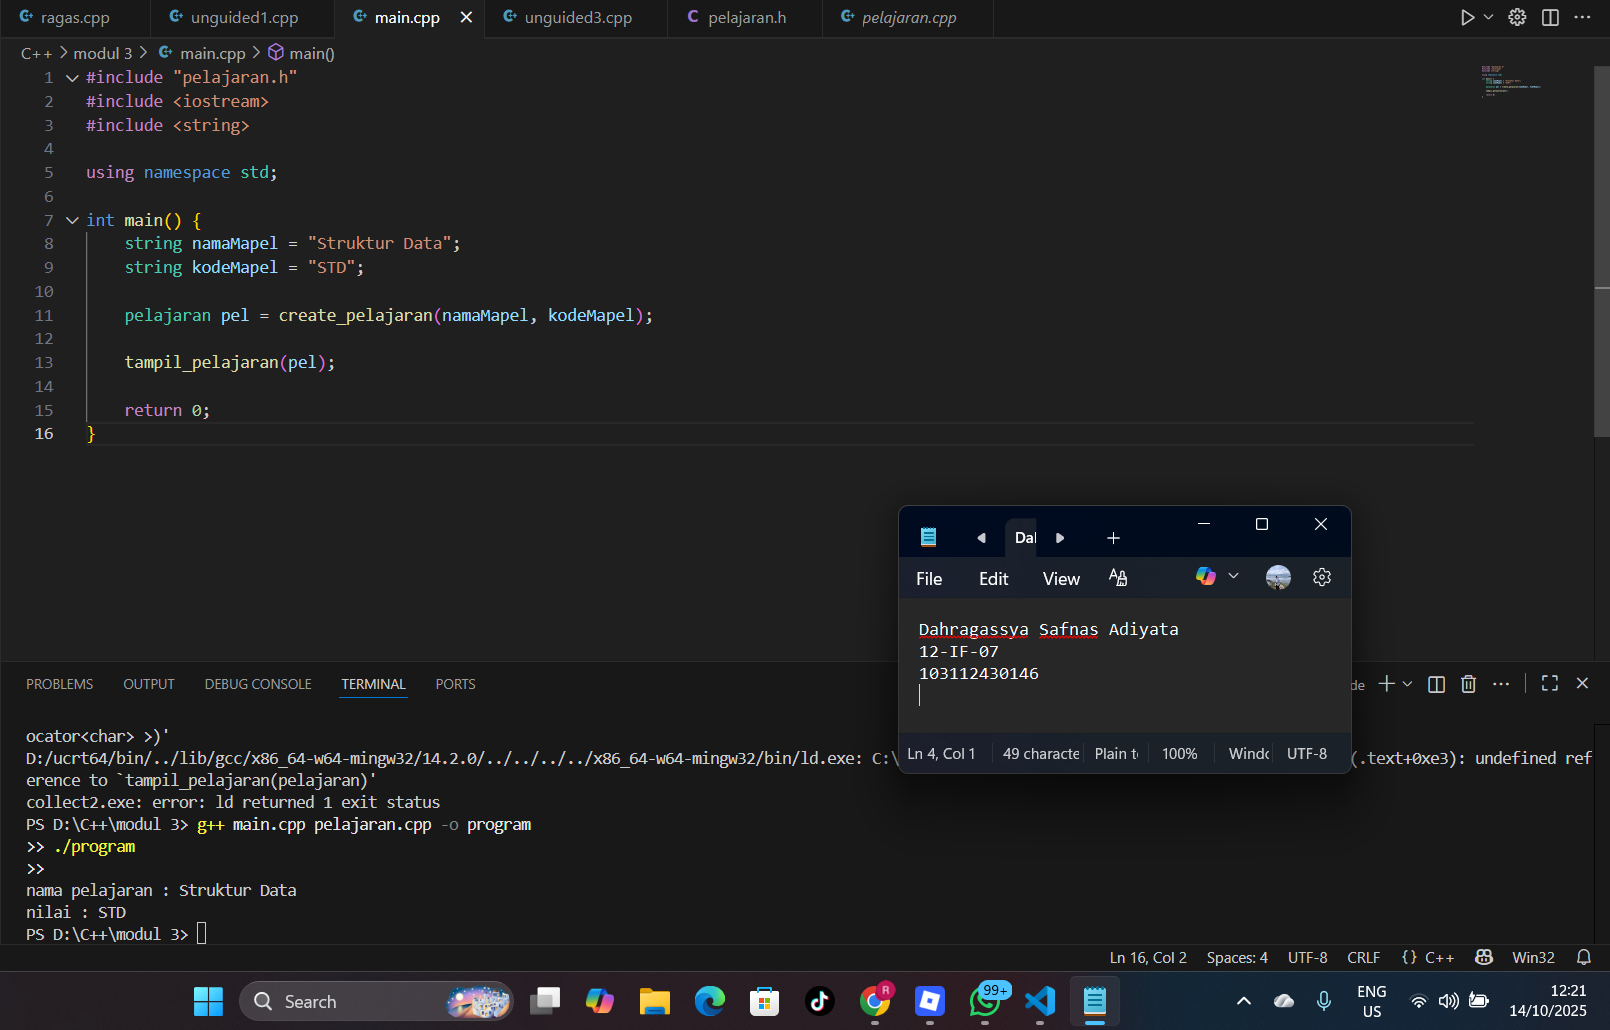 ragas.cpp unguided1.cpp main.cpp unguided3.cpp pelajaran.h pelajaran.cpp
C++ > modul 3 > main.cpp > main()
1 #include "pelajaran.h"
2 #include <iostream>
3 #include <string>
4
5 using namespace std;
6
7 int main() {
8 string namaMapel = "Struktur Data";
9 string kodeMapel = "STD";
10
11 pelajaran pel = create_pelajaran(namaMapel, kodeMapel);
12
13 tampil_pelajaran(pel);
14
15 return 0;
16 }
Dal
File Edit View
Dahragassya Safnas Adiyata
12-IF-07
103112430146
Ln 4, Col 1 49 characte Plain t 100% Windo UTF-8
PROBLEMS OUTPUT DEBUG CONSOLE TERMINAL PORTS de
ocator<char> >)'
D:/ucrt64/bin/../lib/gcc/x86_64-w64-mingw32/14.2.0/../../../../x86_64-w64-mingw32/bin/ld.exe: C:\ (.text+0xe3): undefined ref
erence to `tampil_pelajaran(pelajaran)'
collect2.exe: error: ld returned 1 exit status
PS D:\C++\modul 3> g++ main.cpp pelajaran.cpp -o program
>> ./program
>>
nama pelajaran : Struktur Data
nilai : STD
PS D:\C++\modul 3>
Ln 16, Col 2 Spaces: 4 UTF-8 CRLF {} C++ Win32
Search R 99+ ENG US 12:21
14/10/2025